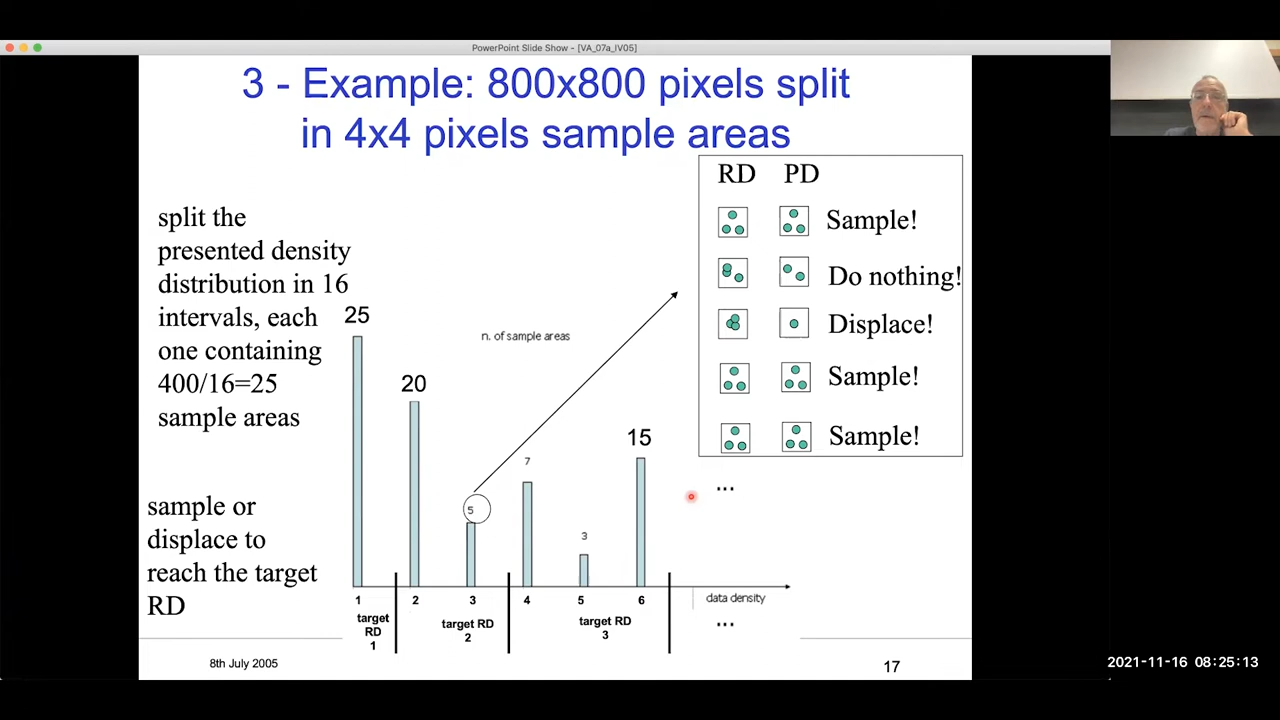 PowerPoint Slide Show - [VA_07a_IV05]
3 - Example: 800x800 pixels split
in 4x4 pixels sample areas
split the
presented density
distribution in 16
intervals, each
one containing
400/16=25
sample areas
sample or
displace to
reach the target
RD
25
20
5
7
3
15
n. of sample areas
1
2
3
4
5
6
data density
target
RD
1
target RD
2
target RD
3
...
RD PD
Sample!
Do nothing!
Displace!
Sample!
Sample!
...
8th July 2005
17
2021-11-16 08:25:13